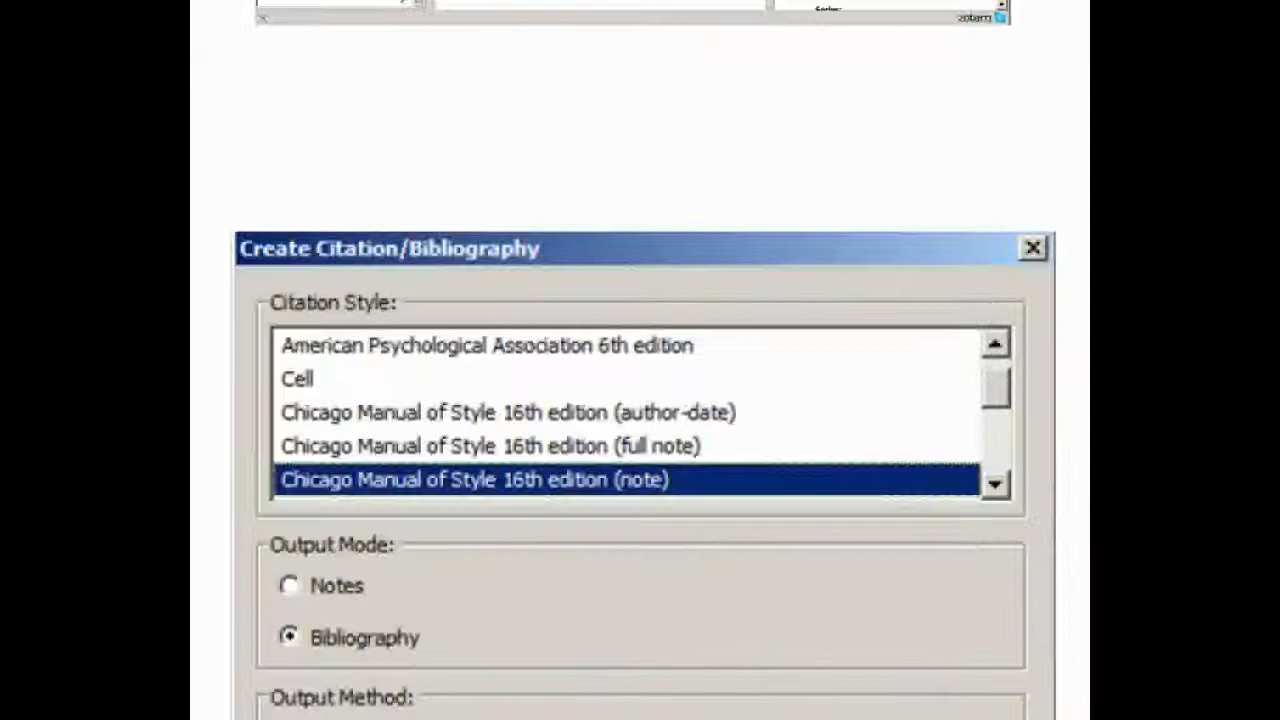 zotero
Create Citation/Bibliography
Citation Style:
American Psychological Association 6th edition
Cell
Chicago Manual of Style 16th edition (author-date)
Chicago Manual of Style 16th edition (full note)
Chicago Manual of Style 16th edition (note)
Output Mode:
Notes
Bibliography
Output Method: